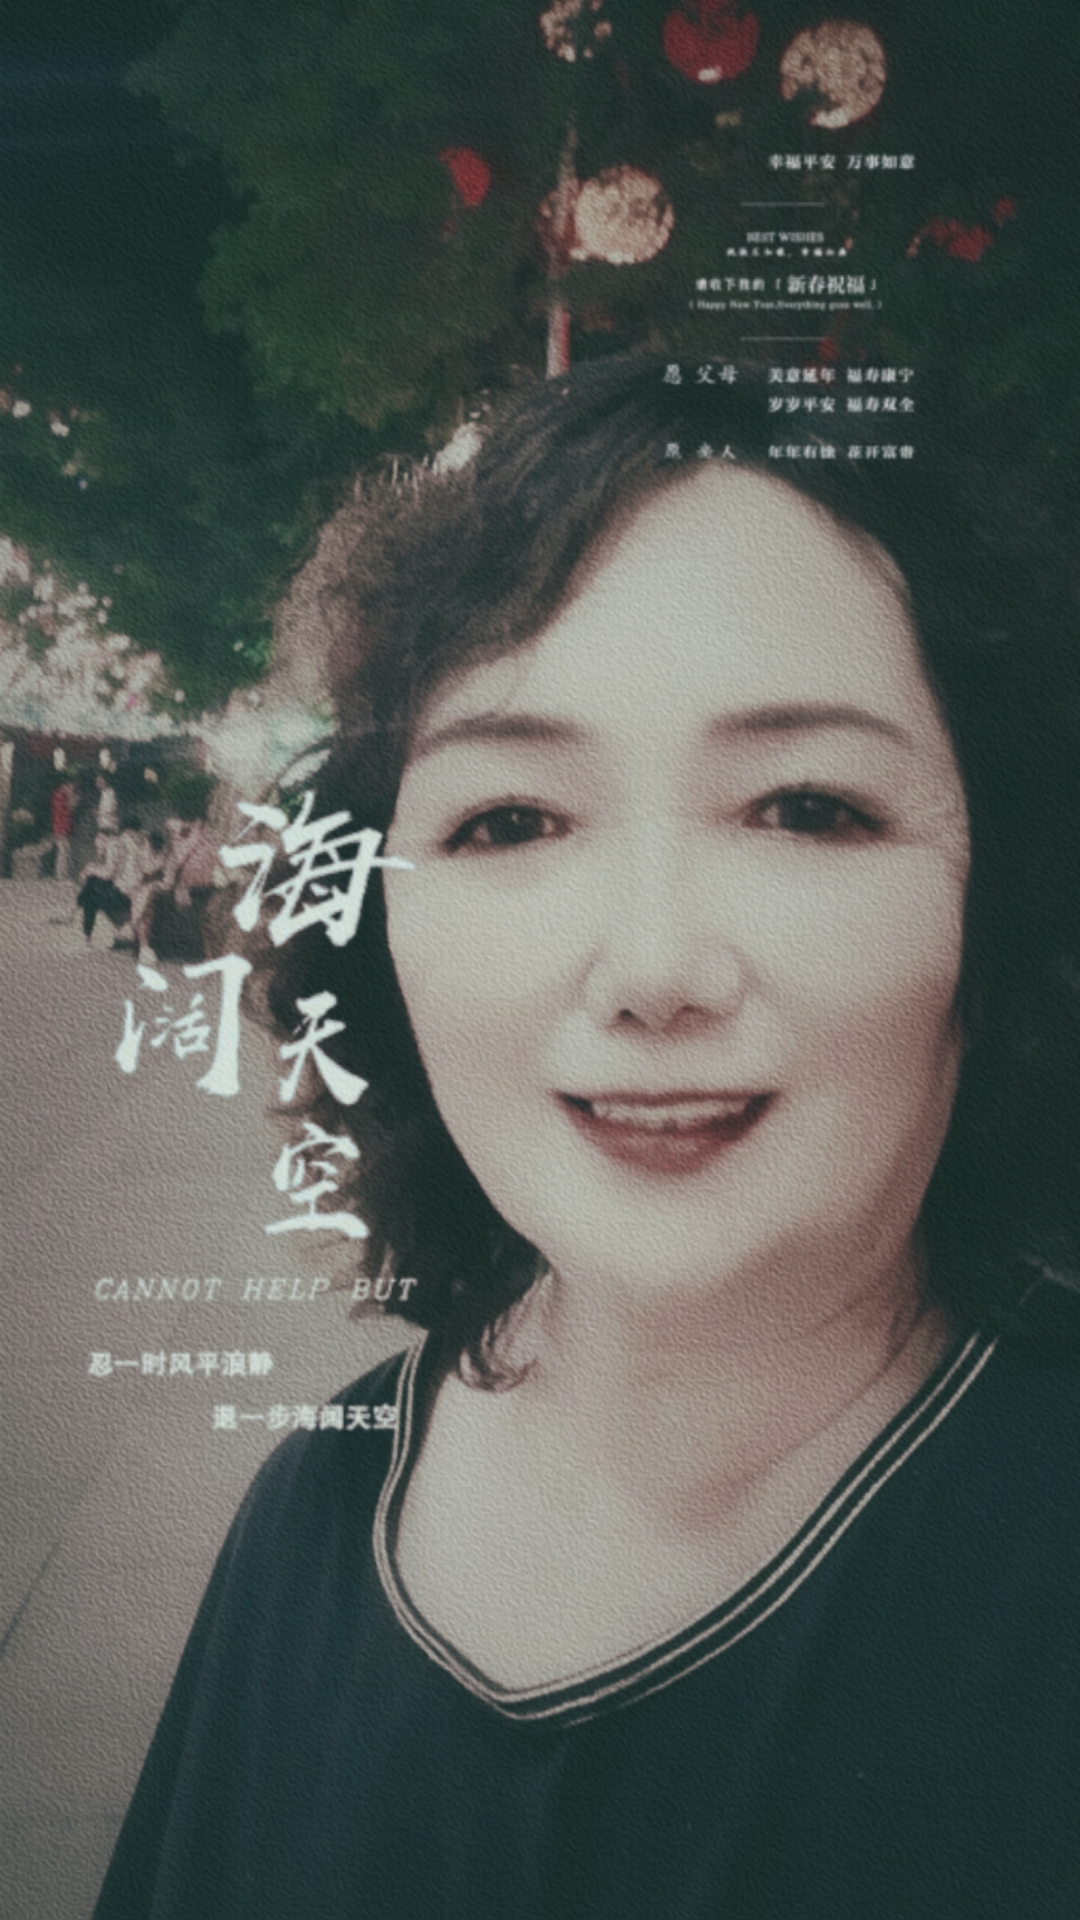 幸福平安 万事如意
BEST WISHES
请收下我的「新春祝福」
( Happy New Year,Everything goes well. )
愿 父母 美意延年 福寿康宁
岁岁平安 福寿双全
愿 亲人 年年有馀 花开富贵
海
阔 天
空
CANNOT HELP BUT
忍一时风平浪静
退一步海阔天空